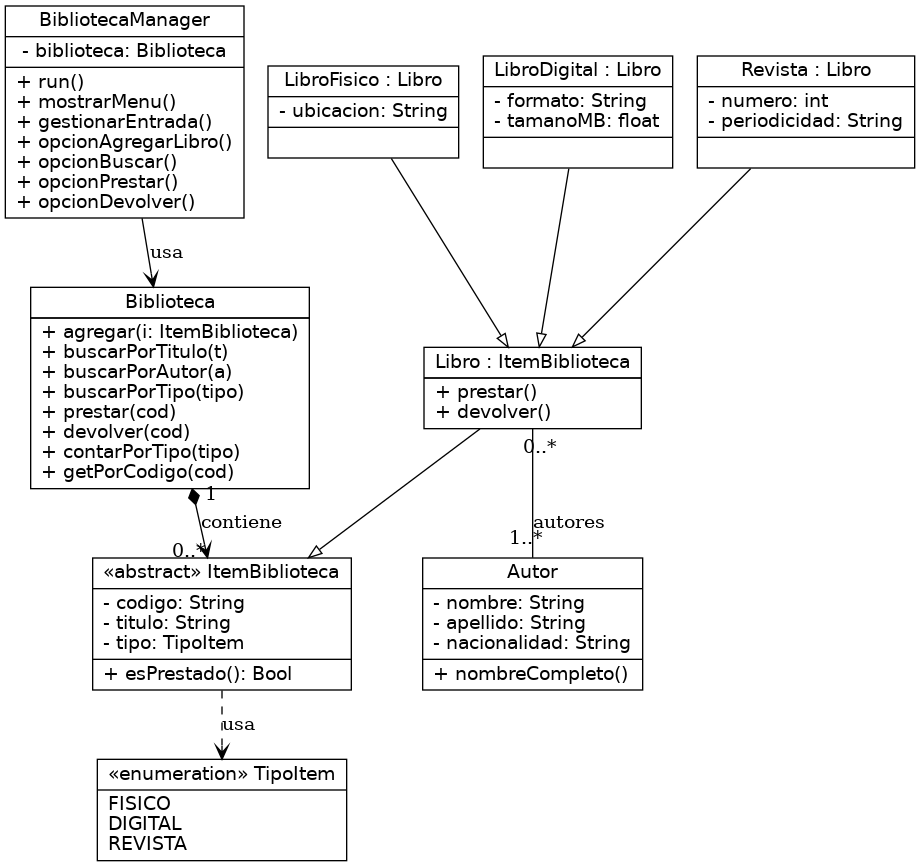 BibliotecaManager
- biblioteca: Biblioteca
+ run()
+ mostrarMenu()
+ gestionarEntrada()
+ opcionAgregarLibro()
+ opcionBuscar()
+ opcionPrestar()
+ opcionDevolver()
LibroFisico : Libro
- ubicacion: String
LibroDigital : Libro
- formato: String
- tamanoMB: float
Revista : Libro
- numero: int
- periodicidad: String
usa
Biblioteca
+ agregar(i: ItemBiblioteca)
+ buscarPorTitulo(t)
+ buscarPorAutor(a)
+ buscarPorTipo(tipo)
+ prestar(cod)
+ devolver(cod)
+ contarPorTipo(tipo)
+ getPorCodigo(cod)
Libro : ItemBiblioteca
+ prestar()
+ devolver()
0..*
1
contiene
0..*
autores
1..*
«abstract» ItemBiblioteca
- codigo: String
- titulo: String
- tipo: TipoItem
+ esPrestado(): Bool
Autor
- nombre: String
- apellido: String
- nacionalidad: String
+ nombreCompleto()
usa
«enumeration» TipoItem
FISICO
DIGITAL
REVISTA